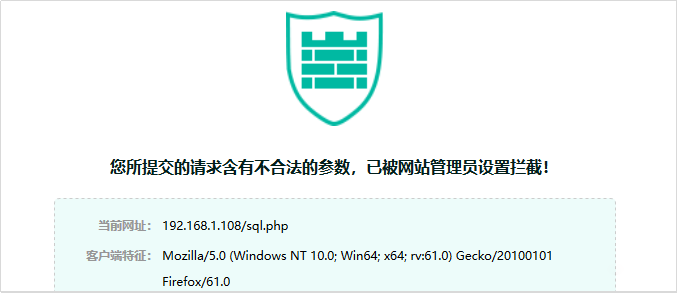 您所提交的请求含有不合法的参数，已被网站管理员设置拦截！
当前网址： 192.168.1.108/sql.php
客户端特征： Mozilla/5.0 (Windows NT 10.0; Win64; x64; rv:61.0) Gecko/20100101
Firefox/61.0